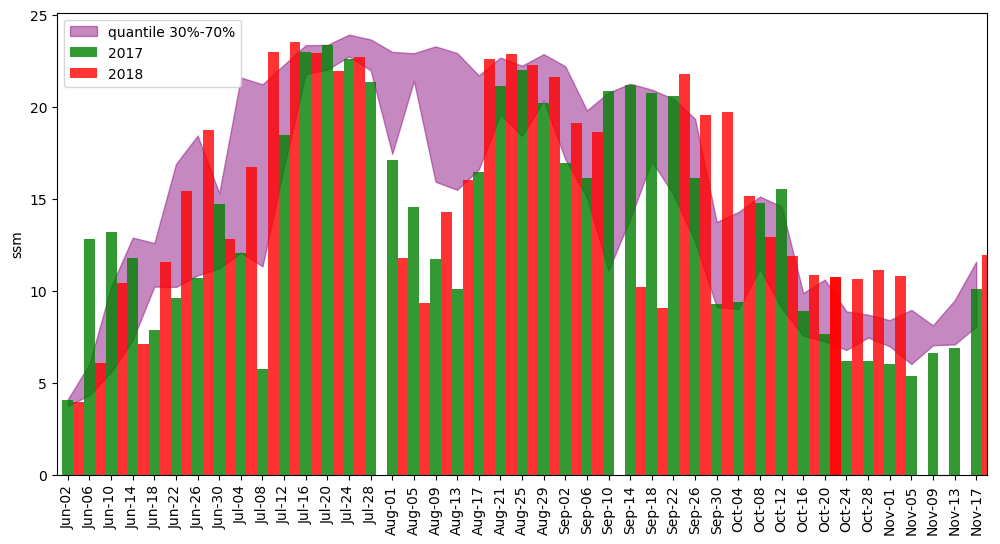 quantile 30%-70%
2017
2018
ssm
25
20
15
10
5
0
Jun-02
Jun-06
Jun-10
Jun-14
Jun-18
Jun-22
Jun-26
Jun-30
Jul-04
Jul-08
Jul-12
Jul-16
Jul-20
Jul-24
Jul-28
Aug-01
Aug-05
Aug-09
Aug-13
Aug-17
Aug-21
Aug-25
Aug-29
Sep-02
Sep-06
Sep-10
Sep-14
Sep-18
Sep-22
Sep-26
Sep-30
Oct-04
Oct-08
Oct-12
Oct-16
Oct-20
Oct-24
Oct-28
Nov-01
Nov-05
Nov-09
Nov-13
Nov-17